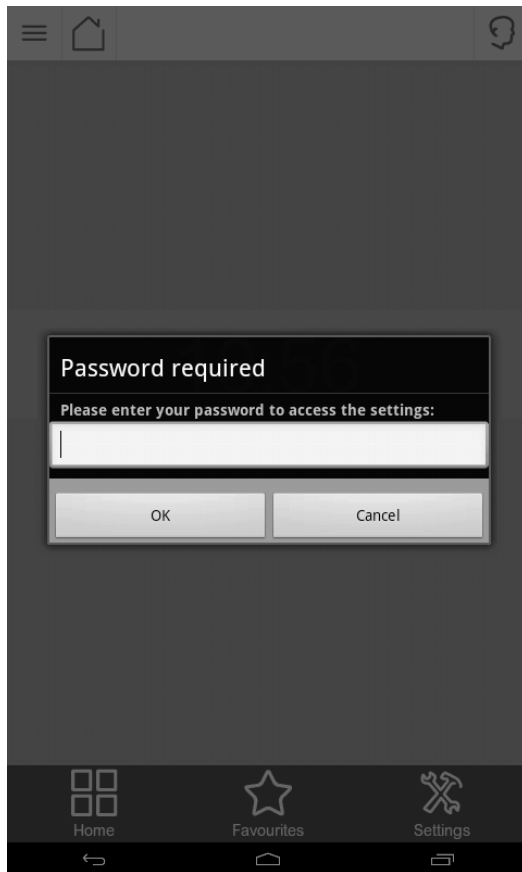 Password required
Please enter your password to access the settings:
OK Cancel
Home Favourites Settings